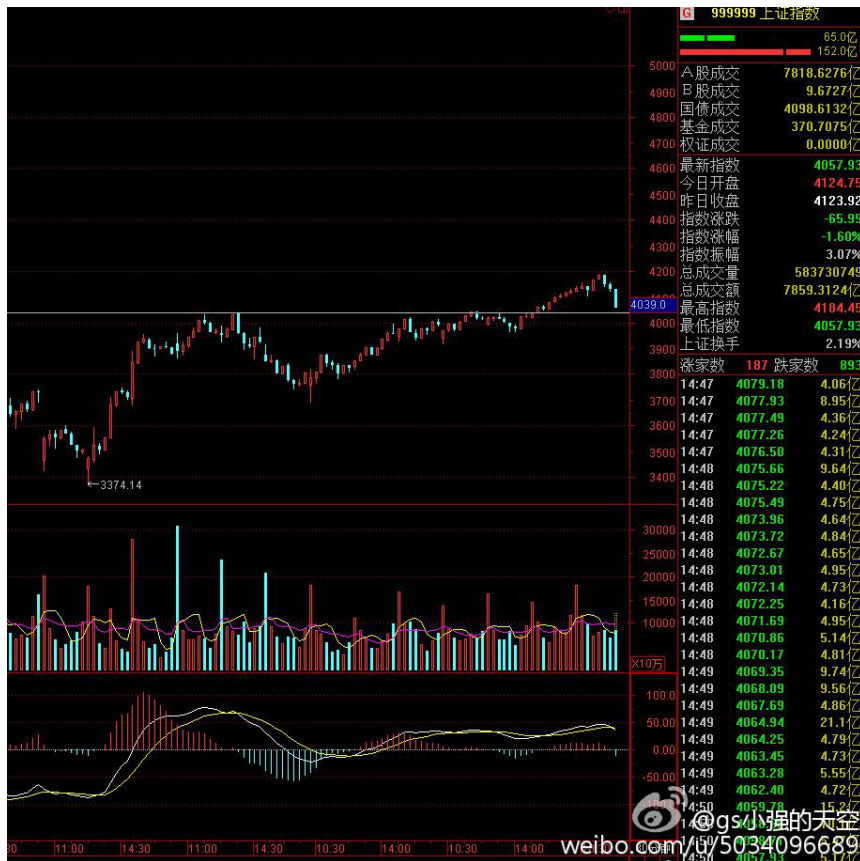 G 999999 上证指数
65.0亿
152.0亿
A股成交 7818.6276亿
B股成交 9.6727亿
国债成交 4098.6132亿
基金成交 370.7075亿
权证成交 0.0000亿
最新指数 4057.93
今日开盘 4124.75
昨日收盘 4123.92
指数涨跌 -65.99
指数涨幅 -1.60%
指数振幅 3.07%
总成交量 583730749
总成交额 7859.3124亿
最高指数 4184.45
最低指数 4057.93
上证换手 2.19%
涨家数 187 跌家数 893
14:47 4079.18 4.06亿
14:47 4077.93 8.95亿
14:47 4077.49 4.36亿
14:47 4077.26 4.24亿
14:47 4076.50 4.31亿
14:48 4075.66 9.64亿
14:48 4075.22 4.40亿
14:48 4075.49 4.75亿
14:48 4073.96 4.64亿
14:48 4073.72 4.84亿
14:48 4072.67 4.65亿
14:48 4073.01 4.95亿
14:48 4072.14 4.73亿
14:48 4072.25 4.16亿
14:48 4071.69 4.95亿
14:48 4070.86 5.14亿
14:48 4070.17 4.81亿
14:49 4069.35 9.74亿
14:49 4068.09 9.56亿
14:49 4067.69 4.86亿
14:49 4064.94 21.1亿
14:49 4064.25 4.79亿
14:49 4063.45 4.73亿
14:49 4063.28 5.55亿
14:49 4062.40 4.72亿
14:50 4059.78 15.2亿
5000
4900
4800
4700
4600
4500
4400
4300
4200
4039.0
4000
3900
3800
3700
3600
3500
3400
3374.14
30000
25000
20000
15000
10000
X10万
100.0
50.00
0.00
-50.00
11:00 14:30 11:00 14:30 10:30 14:00 10:30 14:00
@gs小强的天空
weibo.com/u/5034096689